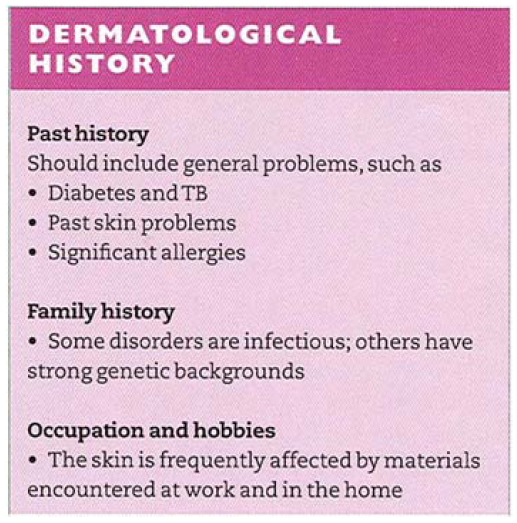 DERMATOLOGICAL
HISTORY
Past history
Should include general problems, such as
• Diabetes and TB
• Past skin problems
• Significant allergies
Family history
• Some disorders are infectious; others have
strong genetic backgrounds
Occupation and hobbies
• The skin is frequently affected by materials
encountered at work and in the home